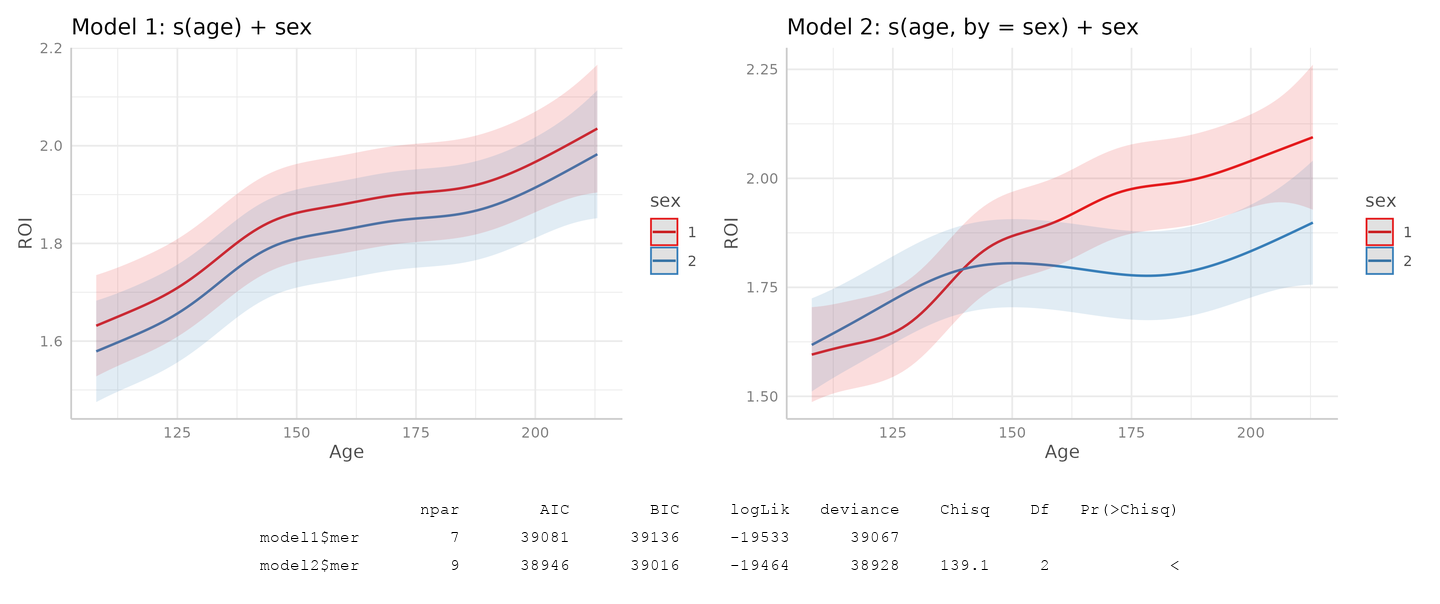 Model 1: s(age) + sex
2.2
2.0
1.8
1.6
ROI
125 150 175 200
Age
sex
1
2
Model 2: s(age, by = sex) + sex
2.25
2.00
1.75
1.50
ROI
125 150 175 200
Age
sex
1
2
npar AIC BIC logLik deviance Chisq Df Pr(>Chisq)
model1$mer 7 39081 39136 -19533 39067
model2$mer 9 38946 39016 -19464 38928 139.1 2 <